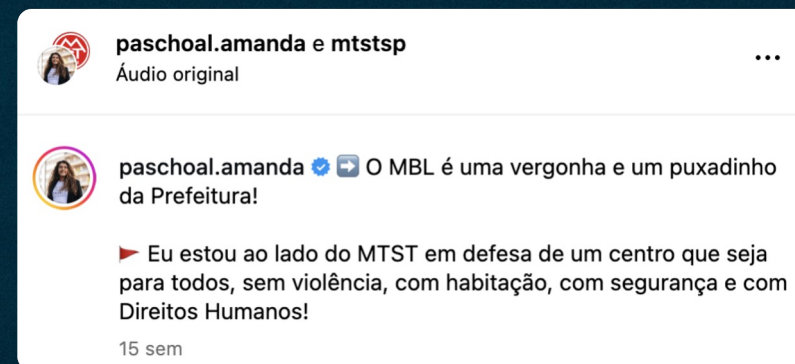 paschoal.amanda e mtstsp
Áudio original
paschoal.amanda ➡️ O MBL é uma vergonha e um puxadinho
da Prefeitura!
🚩 Eu estou ao lado do MTST em defesa de um centro que seja
para todos, sem violência, com habitação, com segurança e com
Direitos Humanos!
15 sem